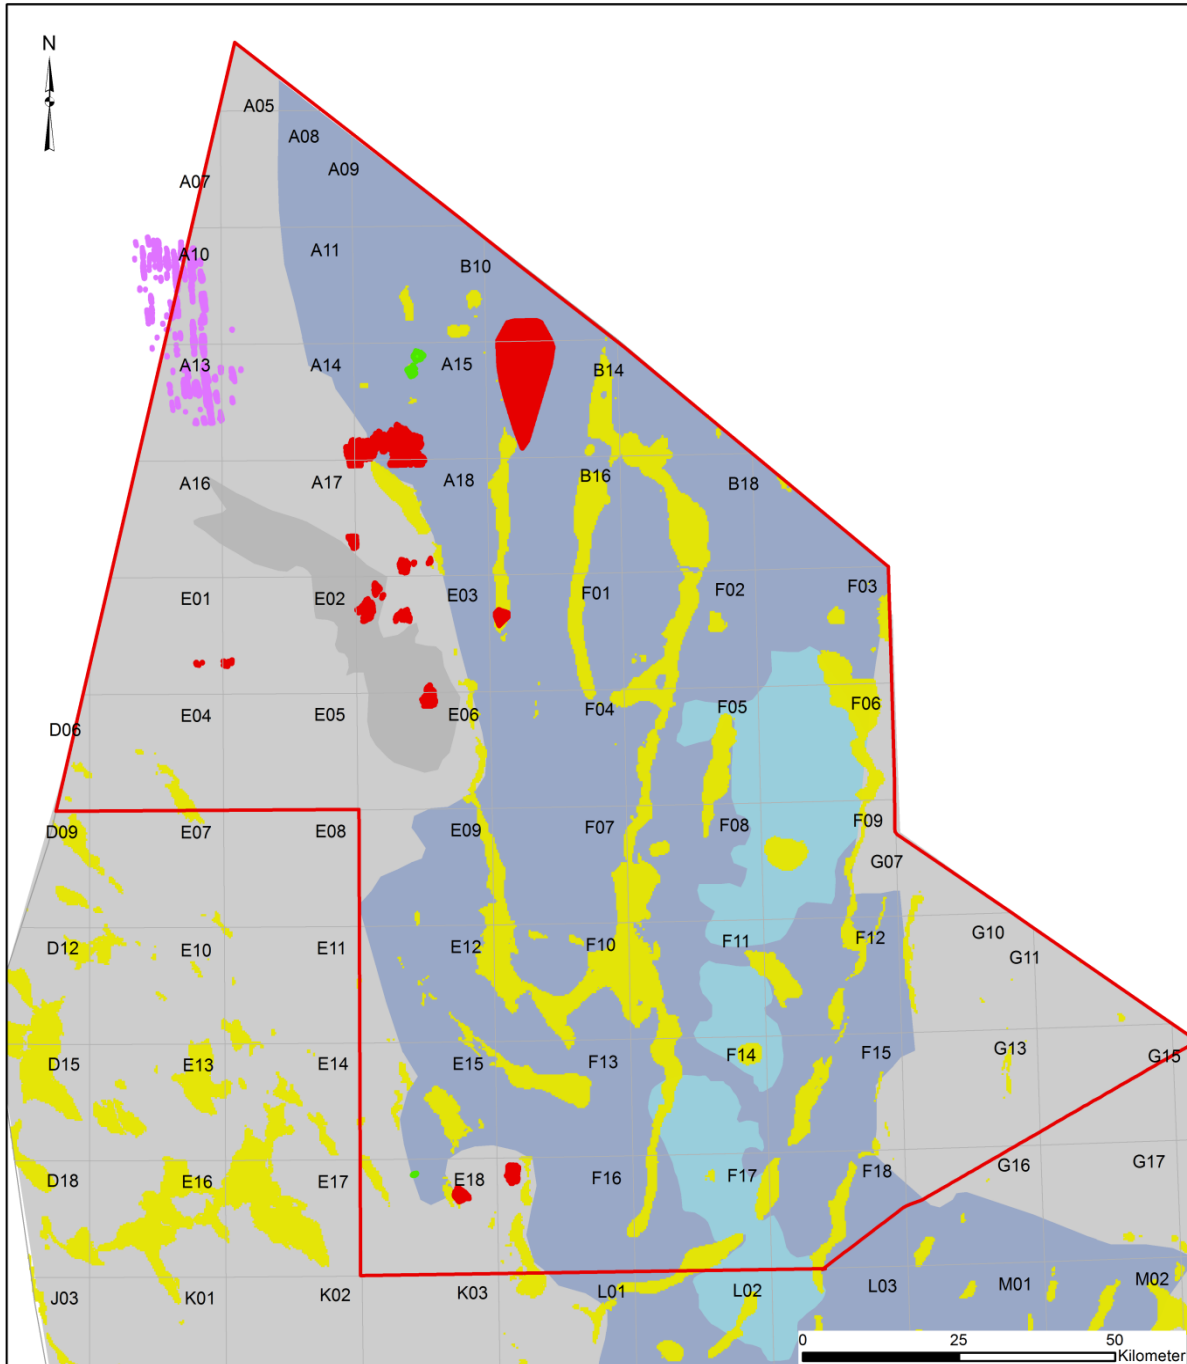 N
A05
A08
A09
A07
A10 A11 B10
A13 A14 A15 B14
A16 A17 A18 B16 B18
E01 E02 E03 F01 F02 F03
D06 E04 E05 E06 F04 F05 F06
D09 E07 E08 E09 F07 F08 F09
G07
D12 E10 E11 E12 F10 F11 F12 G10
G11
D15 E13 E14 E15 F13 F14 F15 G13 G15
D18 E16 E17 E18 F16 F17 F18 G16 G17
J03 K01 K02 K03 L01 L02 L03 M01 M02
0 25 50
Kilometer